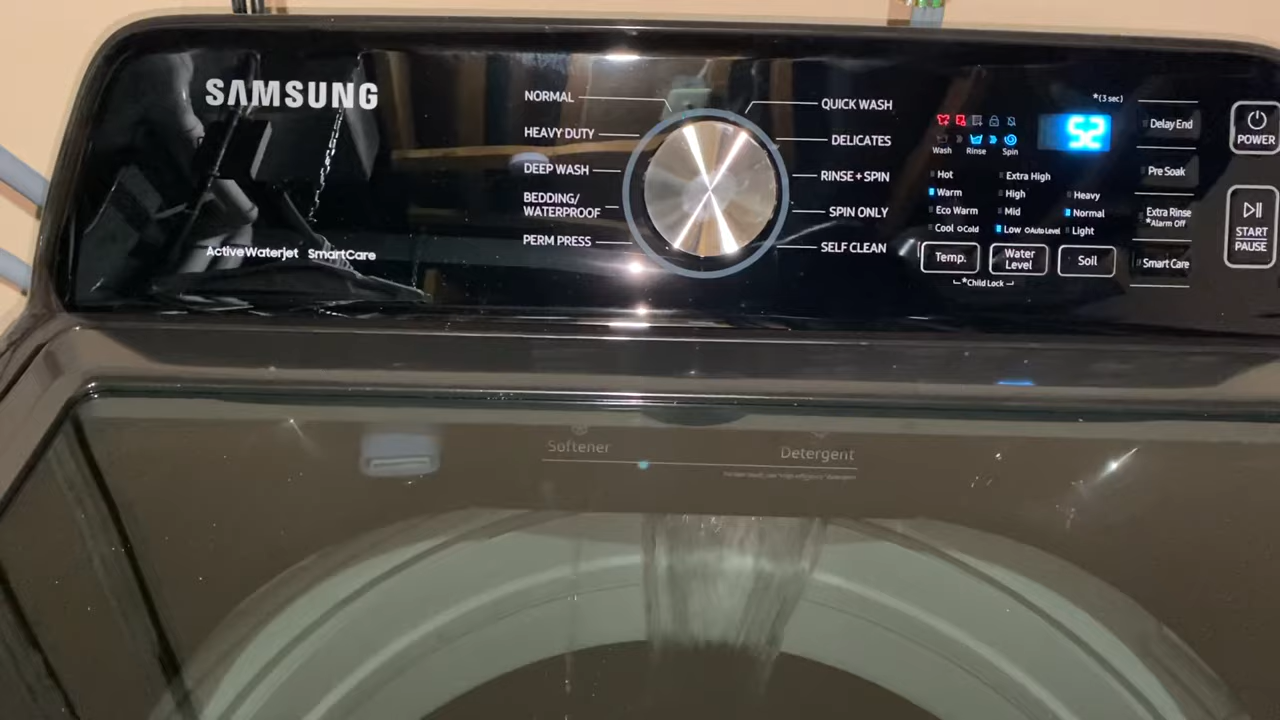 SAMSUNG
ActiveWaterjet SmartCare
NORMAL
HEAVY DUTY
DEEP WASH
BEDDING/
WATERPROOF
PERM PRESS
QUICK WASH
DELICATES
RINSE+SPIN
SPIN ONLY
SELF CLEAN
Wash Rinse Spin
*(3 sec)
52
Hot
Warm
Eco Warm
Cool Cold
Extra High
High
Mid
Low Auto Level
Heavy
Normal
Light
Temp.
Water
Level
Soil
*Child Lock
Delay End
Pre Soak
Extra Rinse
*Alarm Off
Smart Care
POWER
START
PAUSE
Softener
Detergent